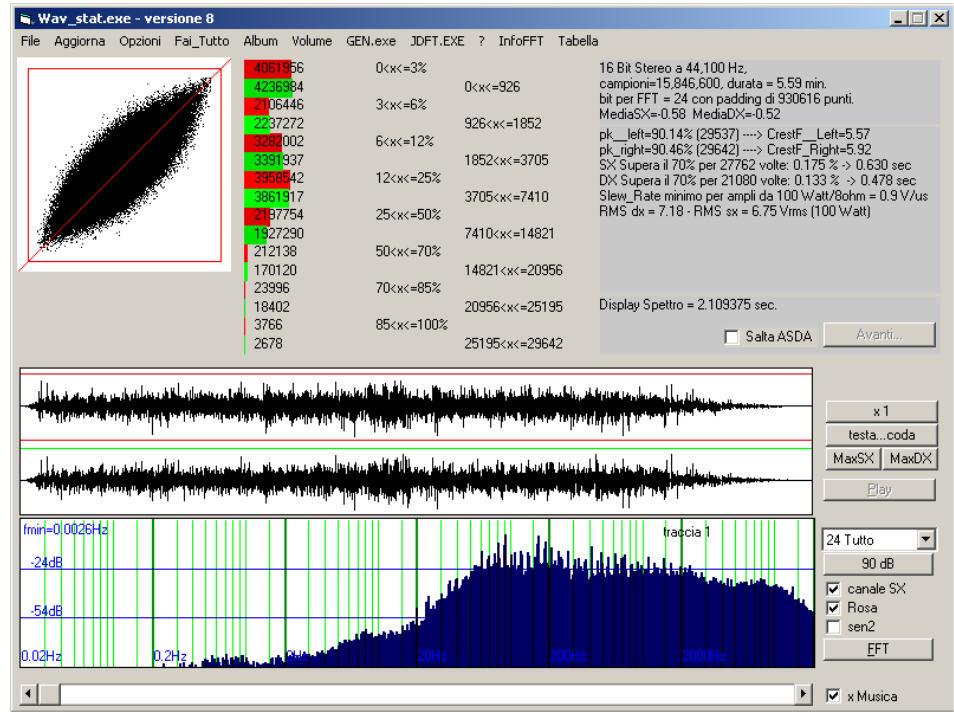 Wav_stat.exe - versione 8
File Aggiorna Opzioni Fai_Tutto Album Volume GEN.exe JDFT.EXE ? InfoFFT Tabella
4061956 0<x<=3%
4236984 0<x<=926
2106446 3<x<=6%
2237272 926<x<=1852
3282002 6<x<=12%
3391937 1852<x<=3705
3958542 12<x<=25%
3861917 3705<x<=7410
2197754 25<x<=50%
1927290 7410<x<=14821
212138 50<x<=70%
170120 14821<x<=20956
23996 70<x<=85%
18402 20956<x<=25195
3766 85<x<=100%
2678 25195<x<=29642
16 Bit Stereo a 44,100 Hz,
campioni=15,846,600, durata = 5.59 min.
bit per FFT = 24 con padding di 930616 punti.
MediaSX=-0.58 MediaDX=-0.52
pk__left=90.14% (29537) ----> CrestF__Left=5.57
pk_right=90.46% (29642) ----> CrestF_Right=5.92
SX Supera il 70% per 27762 volte: 0.175 % -> 0.630 sec
DX Supera il 70% per 21080 volte: 0.133 % -> 0.478 sec
Slew_Rate minimo per ampli da 100 Watt/8ohm = 0.9 V/us
RMS dx = 7.18 - RMS sx = 6.75 Vrms (100 Watt)
Display Spettro = 2.109375 sec.
Salta ASDA
Avanti...
x 1
testa...coda
MaxSX MaxDX
Play
fmin=0.0026Hz
traccia 1
-24dB
-54dB
0.02Hz 0.2Hz 2Hz 20Hz 200Hz 2000Hz
24 Tutto
90 dB
canale SX
Rosa
sen2
FFT
x Musica